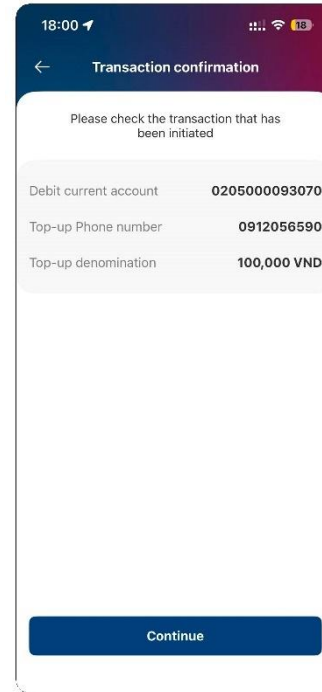 18:00
18
Transaction confirmation
Please check the transaction that has
been initiated
Debit current account 0205000093070
Top-up Phone number 0912056590
Top-up denomination 100,000 VND
Continue